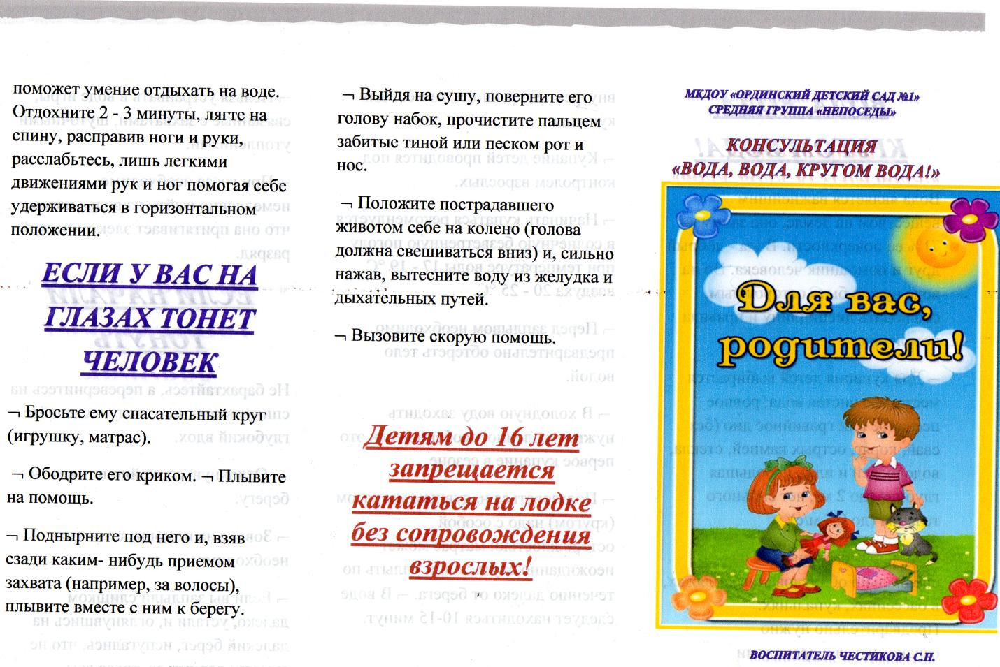 поможет умение отдыхать на воде.
Отдохните 2 - 3 минуты, лягте на
спину, расправив ноги и руки,
расслабьтесь, лишь легкими
движениями рук и ног помогая себе
удерживаться в горизонтальном
положении.
ЕСЛИ У ВАС НА
ГЛАЗАХ ТОНЕТ
ЧЕЛОВЕК
¬ Бросьте ему спасательный круг
(игрушку, матрас).
¬ Ободрите его криком. ¬ Плывите
на помощь.
¬ Поднырните под него и, взяв
сзади каким- нибудь приемом
захвата (например, за волосы),
плывите вместе с ним к берегу.
¬ Выйдя на сушу, поверните его
голову набок, прочистите пальцем
забитые тиной или песком рот и
нос.
¬ Положите пострадавшего
животом себе на колено (голова
должна свешиваться вниз) и, сильно
нажав, вытесните воду из желудка и
дыхательных путей.
¬ Вызовите скорую помощь.
Детям до 16 лет
запрещается
кататься на лодке
без сопровождения
взрослых!
МКДОУ «ОРДИНСКИЙ ДЕТСКИЙ САД №1»
СРЕДНЯЯ ГРУППА «НЕПОСЕДЫ»
КОНСУЛЬТАЦИЯ
«ВОДА, ВОДА, КРУГОМ ВОДА!»
Для вас,
родители!
ВОСПИТАТЕЛЬ ЧЕСТИКОВА С.Н.